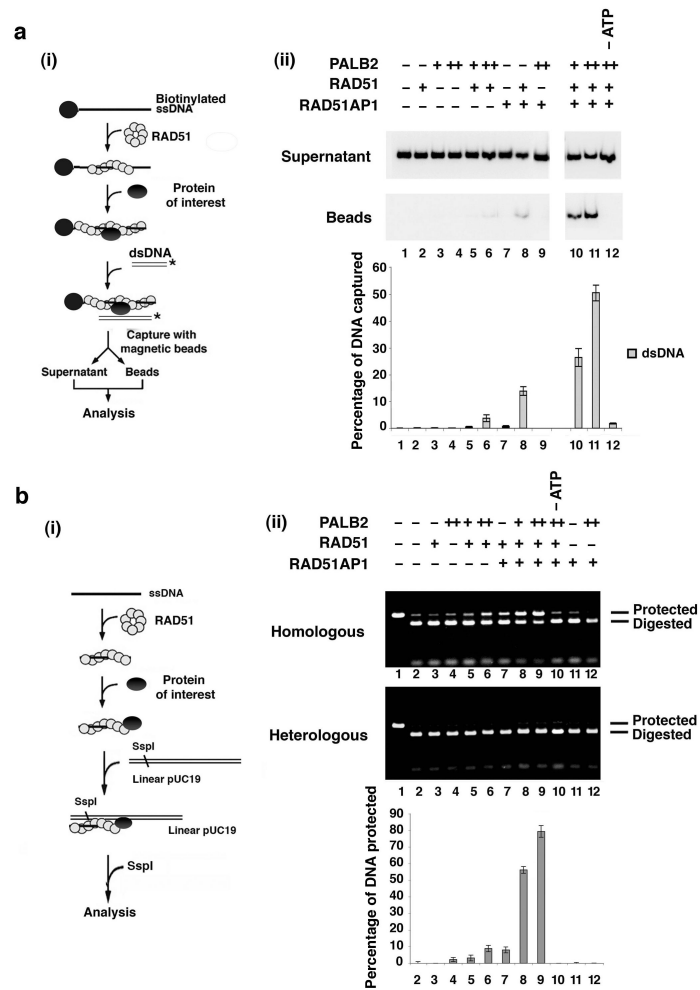 a
(i)
Biotinylated
ssDNA
RAD51
Protein
of interest
dsDNA
*
*
Capture with
magnetic beads
Supernatant Beads
Analysis
(ii)
– ATP
PALB2 – – + ++ + ++ – – ++ + ++ ++
RAD51 – + – – + + – + – + + +
RAD51AP1 – – – – – – + + + + + +
Supernatant
Beads
1 2 3 4 5 6 7 8 9 10 11 12
Percentage of DNA captured
60
50
40
30
20
10
0
1 2 3 4 5 6 7 8 9 10 11 12
dsDNA
b
(i)
ssDNA
RAD51
Protein
of interest
SspI
Linear pUC19
SspI
Linear pUC19
SspI
Analysis
(ii)
– ATP
PALB2 – – – ++ + ++ – + ++ ++ – ++
RAD51 – – + – + + + + + + – –
RAD51AP1 – – – – – – + + + + + +
Homologous
Protected
Digested
1 2 3 4 5 6 7 8 9 10 11 12
Heterologous
Protected
Digested
1 2 3 4 5 6 7 8 9 10 11 12
Percentage of DNA protected
90
80
70
60
50
40
30
20
10
0
2 3 4 5 6 7 8 9 10 11 12